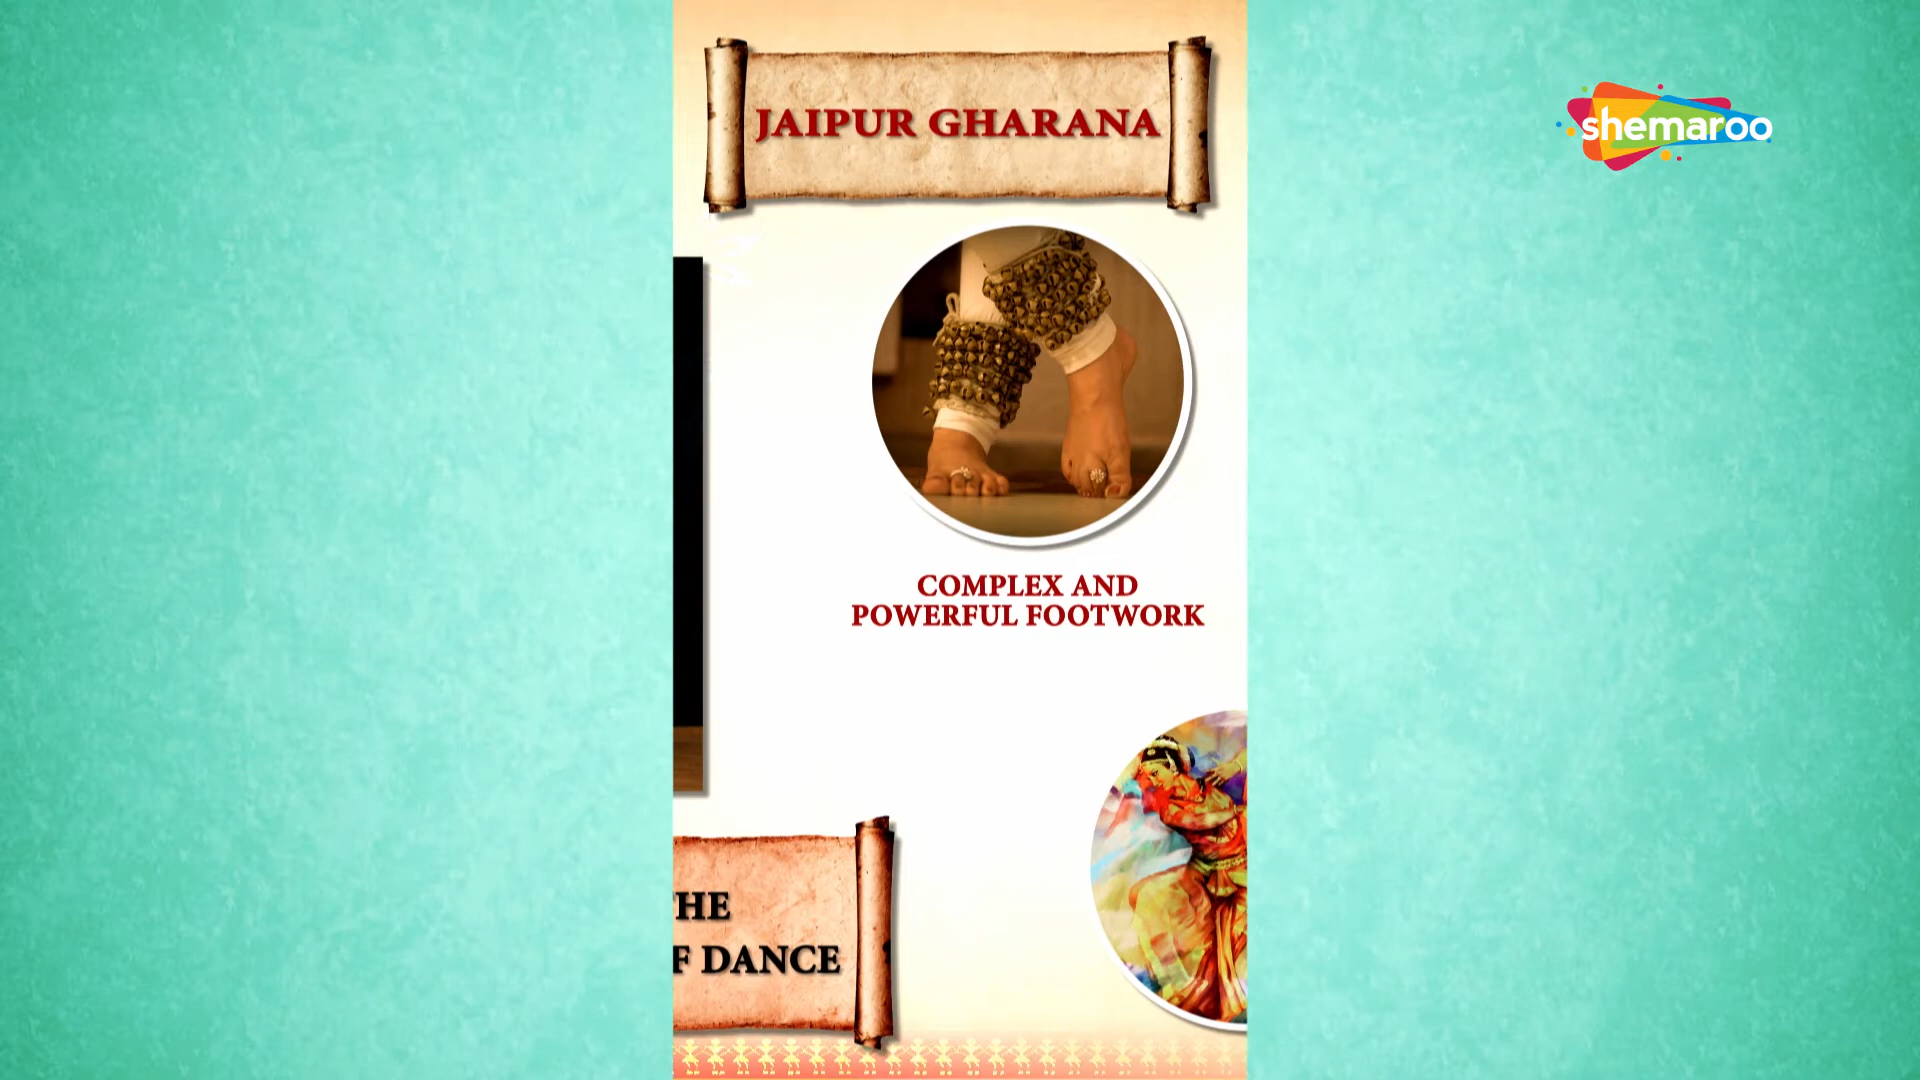 JAIPUR GHARANA
shemaroo
COMPLEX AND
POWERFUL FOOTWORK
HE
F DANCE